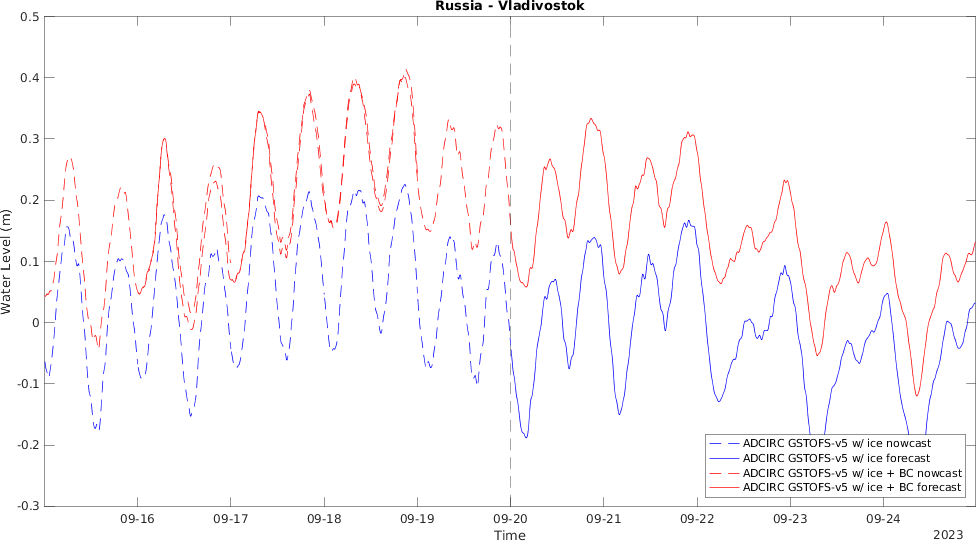 Russia - Vladivostok
0.5
0.4
0.3
0.2
0.1
0
-0.1
-0.2
-0.3
Water Level (m)
ADCIRC GSTOFS-v5 w/ ice nowcast
ADCIRC GSTOFS-v5 w/ ice forecast
ADCIRC GSTOFS-v5 w/ ice + BC nowcast
ADCIRC GSTOFS-v5 w/ ice + BC forecast
09-16 09-17 09-18 09-19 09-20 09-21 09-22 09-23 09-24
Time
2023